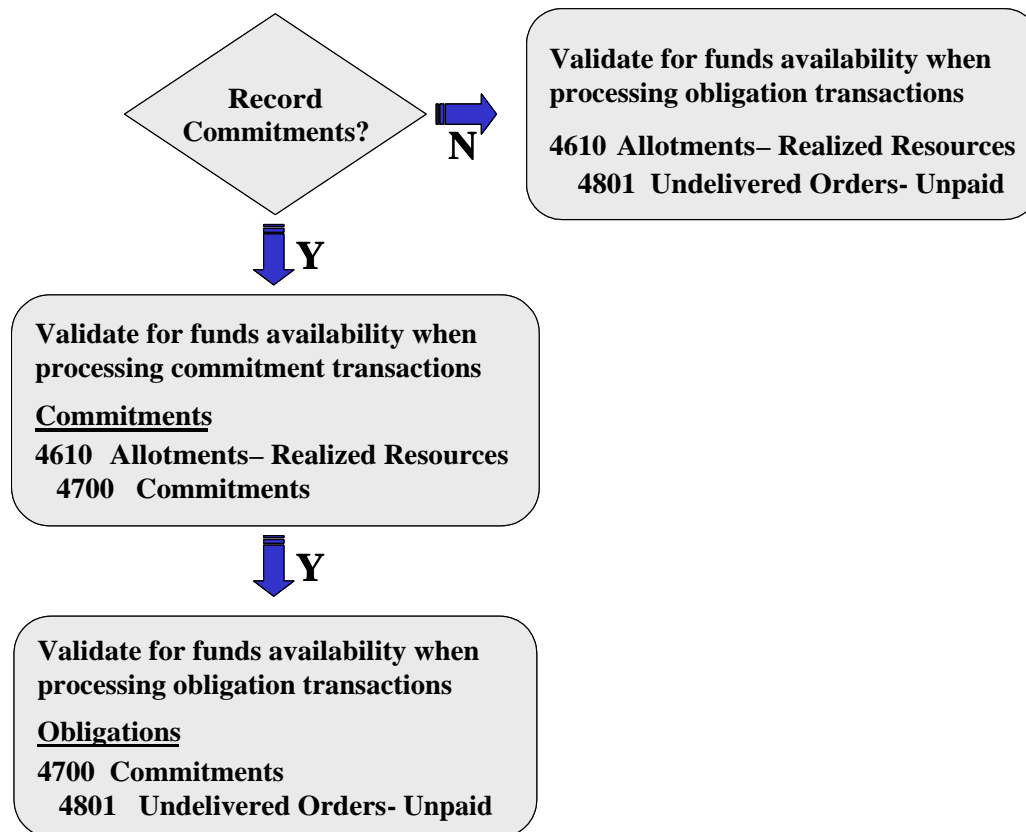 Record
Commitments?
N
Validate for funds availability when
processing obligation transactions
4610 Allotments– Realized Resources
4801 Undelivered Orders- Unpaid
Y
Validate for funds availability when
processing commitment transactions
Commitments
4610 Allotments– Realized Resources
4700 Commitments
Y
Validate for funds availability when
processing obligation transactions
Obligations
4700 Commitments
4801 Undelivered Orders- Unpaid